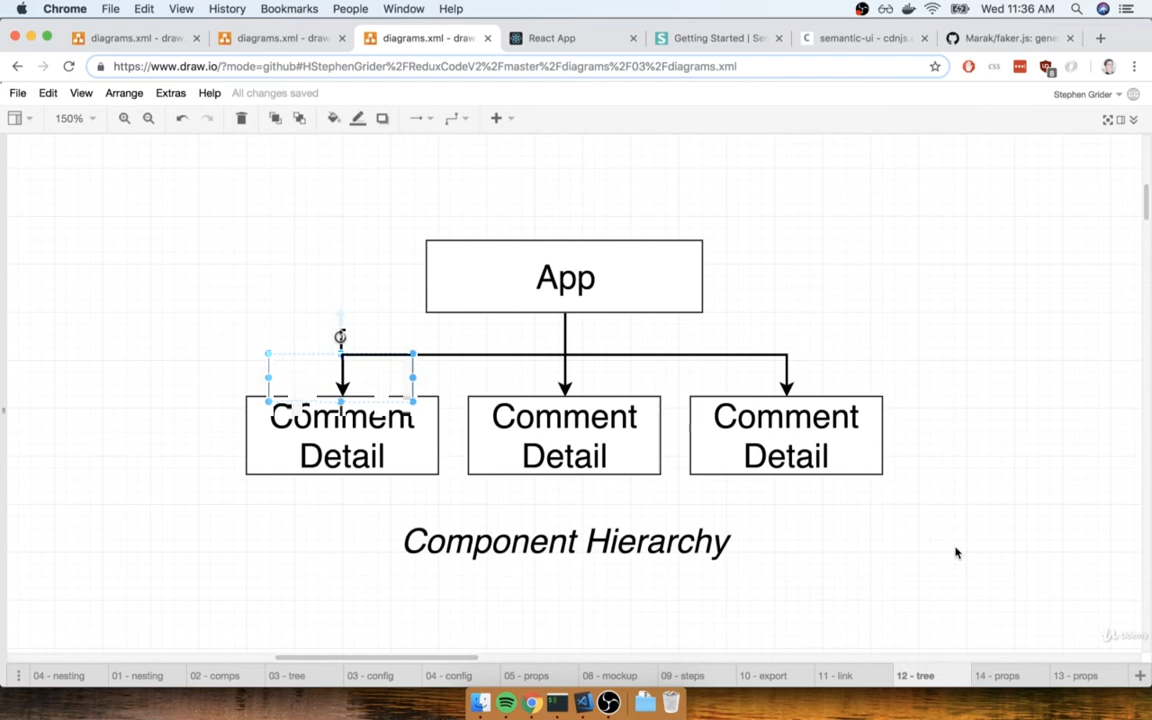 Chrome File Edit View History Bookmarks People Window Help Wed 11:36 AM
diagrams.xml - draw. diagrams.xml - draw diagrams.xml - draw React App Getting Started | Se semantic-ui - cdnjs. Marak/faker.js: gene
https://www.draw.io/?mode=github#HStephenGrider%2FReduxCodeV2%2Fmaster%2Fdiagrams%2F03%2Fdiagrams.xml
File Edit View Arrange Extras Help All changes saved
Stephen Grider
150%
App
Comment Detail
Comment Detail
Comment Detail
Component Hierarchy
Udemy
04 - nesting 01 - nesting 02 - comps 03 - tree 03 - config 04 - config 05 - props 08 - mockup 09 - steps 10 - export 11 - link 12 - tree 14 - props 13 - props